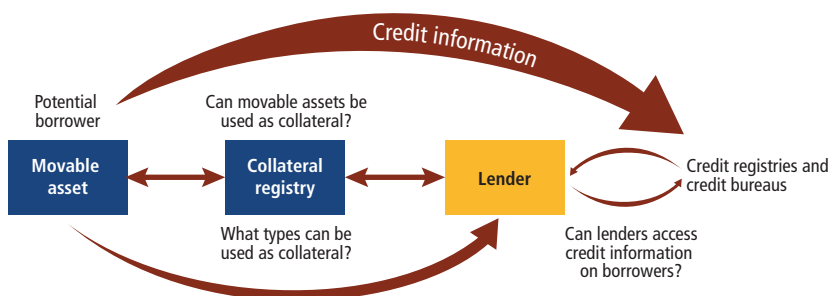 Credit information
Potential
borrower
Can movable assets be
used as collateral?
Movable
asset
Collateral
registry
Lender
Credit registries and
credit bureaus
What types can be
used as collateral?
Can lenders access
credit information
on borrowers?